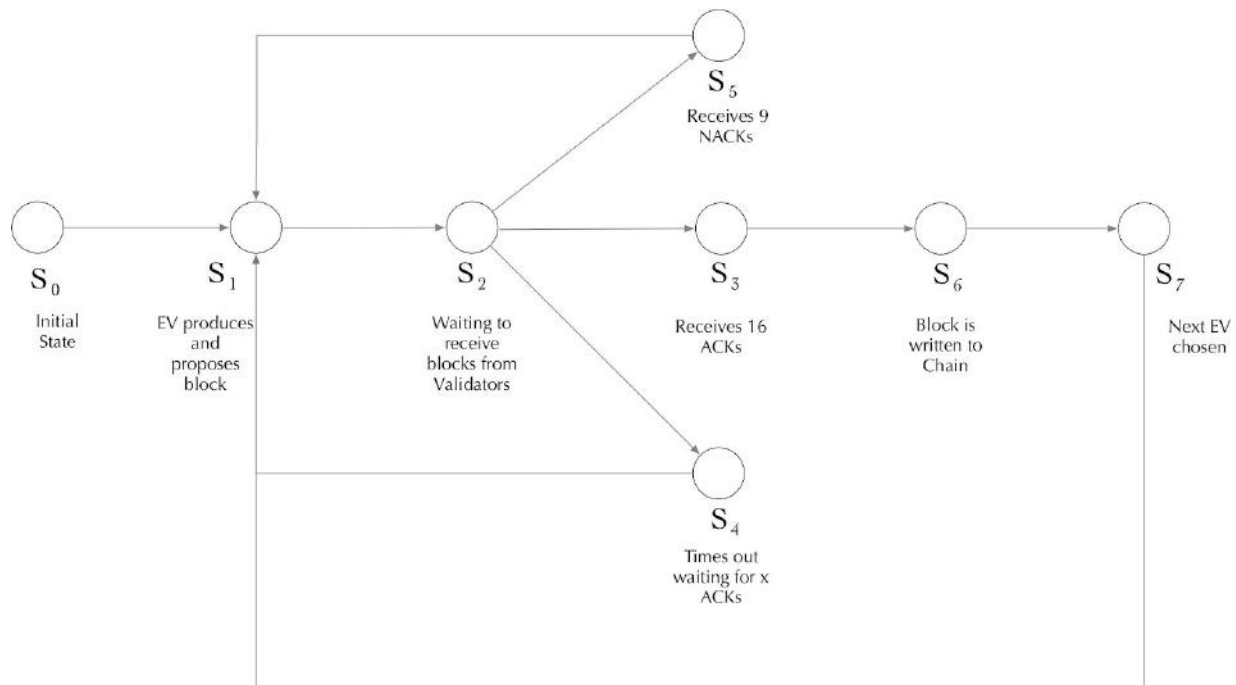 S5
Receives 9
NACKs
S0
Initial
State
S1
EV produces
and
proposes
block
S2
Waiting to
receive
blocks from
Validators
S3
Receives 16
ACKs
S6
Block is
written to
Chain
S7
Next EV
chosen
S4
Times out
waiting for x
ACKs